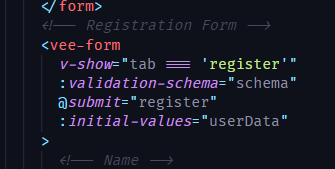 </form>
<!-- Registration Form -->
<vee-form
v-show="tab === 'register'"
:validation-schema="schema"
@submit="register"
:initial-values="userData"
>
<!-- Name -->